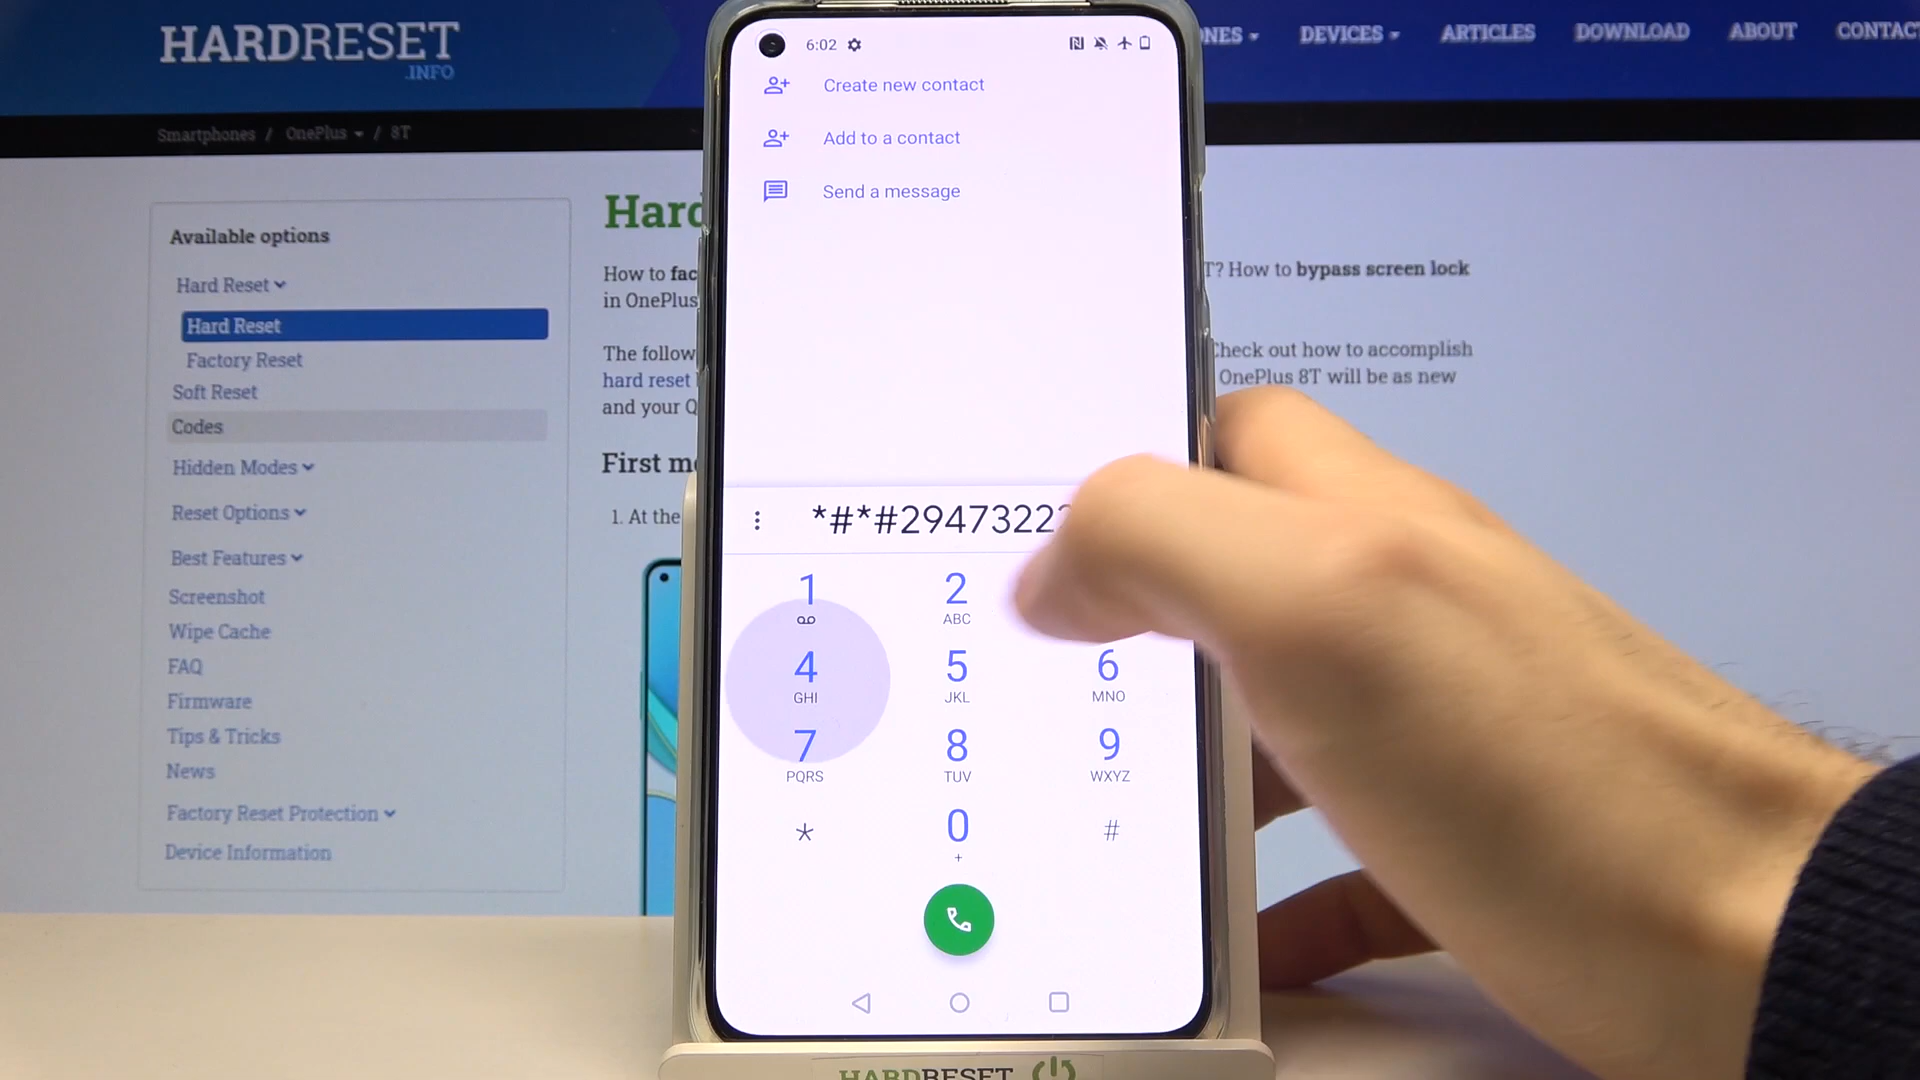 HARDRESET
.INFO
DEVICES
ARTICLES
DOWNLOAD
ABOUT
Smartphones / OnePlus / 8T
6:02
Create new contact
Add to a contact
Send a message
Available options
Hard Reset
Hard Reset
Factory Reset
Soft Reset
Codes
Hidden Modes
Reset Options
Best Features
Screenshot
Wipe Cache
FAQ
Firmware
Tips & Tricks
News
Factory Reset Protection
Device Information
How to
in OnePlus
T? How to bypass screen lock
The
hard reset
and your
Check out how to accomplish
OnePlus 8T will be as new
First
1. At the
*#*#2947322
1
2
ABC
4
GHI
5
JKL
6
MNO
7
PQRS
8
TUV
9
WXYZ
*
0
+
#
HARDRESET